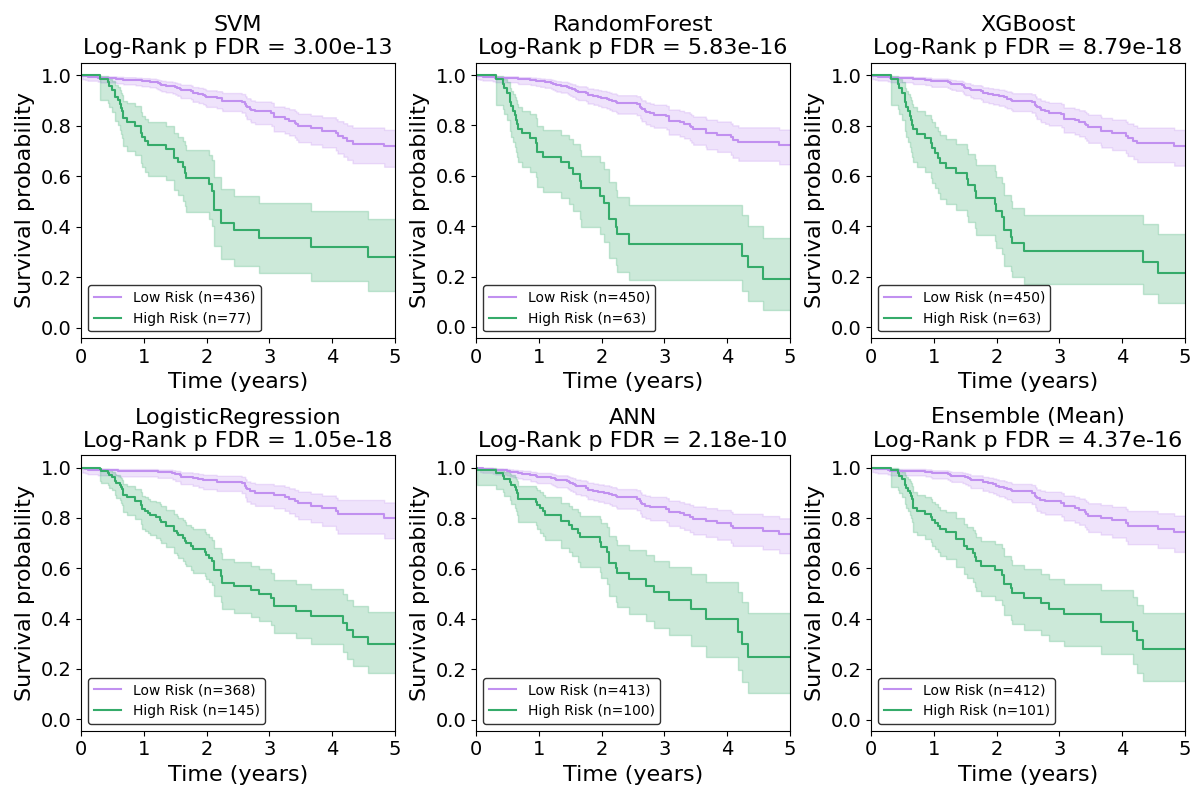 SVM
Log-Rank p FDR = 3.00e-13
Survival probability
1.0
0.8
0.6
0.4
0.2
0.0
Low Risk (n=436)
High Risk (n=77)
0 1 2 3 4 5
Time (years)
RandomForest
Log-Rank p FDR = 5.83e-16
Survival probability
1.0
0.8
0.6
0.4
0.2
0.0
Low Risk (n=450)
High Risk (n=63)
0 1 2 3 4 5
Time (years)
XGBoost
Log-Rank p FDR = 8.79e-18
Survival probability
1.0
0.8
0.6
0.4
0.2
0.0
Low Risk (n=450)
High Risk (n=63)
0 1 2 3 4 5
Time (years)
LogisticRegression
Log-Rank p FDR = 1.05e-18
Survival probability
1.0
0.8
0.6
0.4
0.2
0.0
Low Risk (n=368)
High Risk (n=145)
0 1 2 3 4 5
Time (years)
ANN
Log-Rank p FDR = 2.18e-10
Survival probability
1.0
0.8
0.6
0.4
0.2
0.0
Low Risk (n=413)
High Risk (n=100)
0 1 2 3 4 5
Time (years)
Ensemble (Mean)
Log-Rank p FDR = 4.37e-16
Survival probability
1.0
0.8
0.6
0.4
0.2
0.0
Low Risk (n=412)
High Risk (n=101)
0 1 2 3 4 5
Time (years)